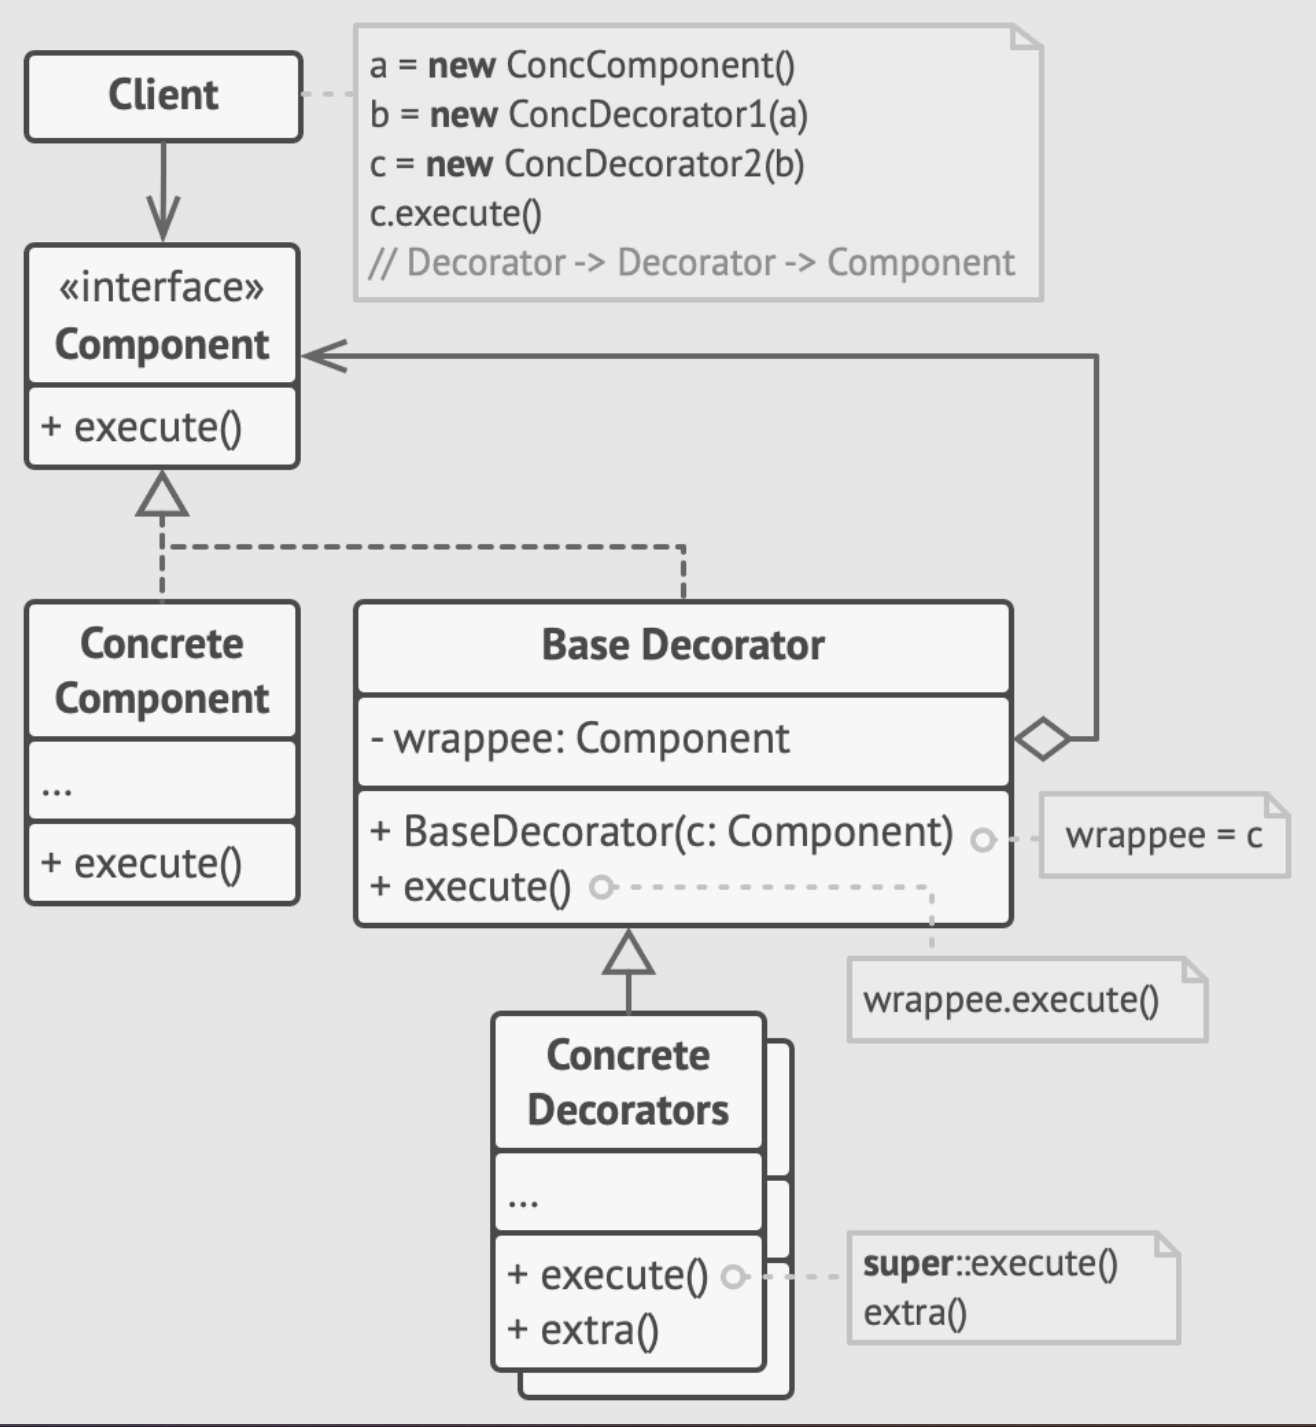 Client
a = new ConcComponent()
b = new ConcDecorator1(a)
c = new ConcDecorator2(b)
c.execute()
// Decorator -> Decorator -> Component
«interface»
Component
+ execute()
Concrete
Component
...
+ execute()
Base Decorator
- wrappee: Component
+ BaseDecorator(c: Component)
+ execute()
wrappee = c
wrappee.execute()
Concrete
Decorators
...
+ execute()
+ extra()
super::execute()
extra()